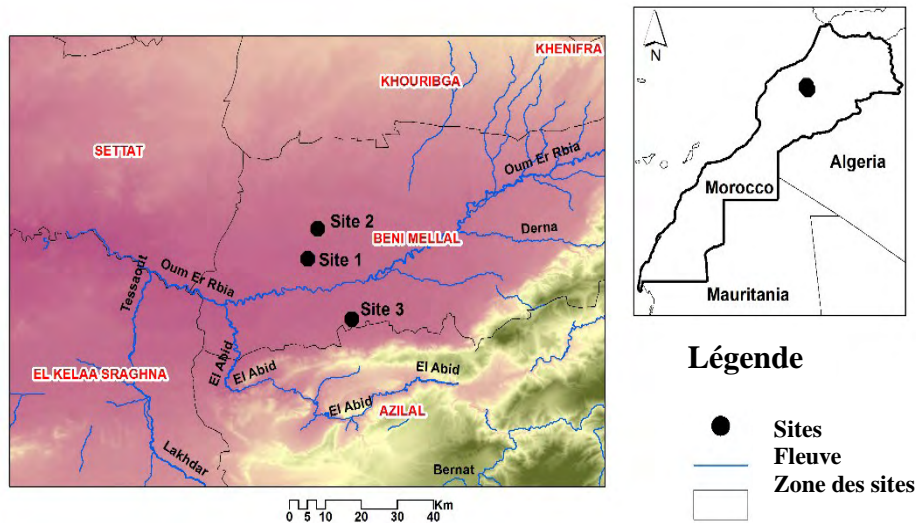 KHENIFRA
KHOURIBGA
SETTAT
Oum Er Rbia
Site 2
BENI MELLAL
Derna
Site 1
Oum Er Rbia
Tessaout
Site 3
El Abid
EL KELAA SRAGHNA
El Abid
El Abid
El Abid
AZILAL
Lakhdar
Bernat
Km
0 5 10 20 30 40
N
Algeria
Morocco
Mauritania
Légende
Sites
Fleuve
Zone des sites